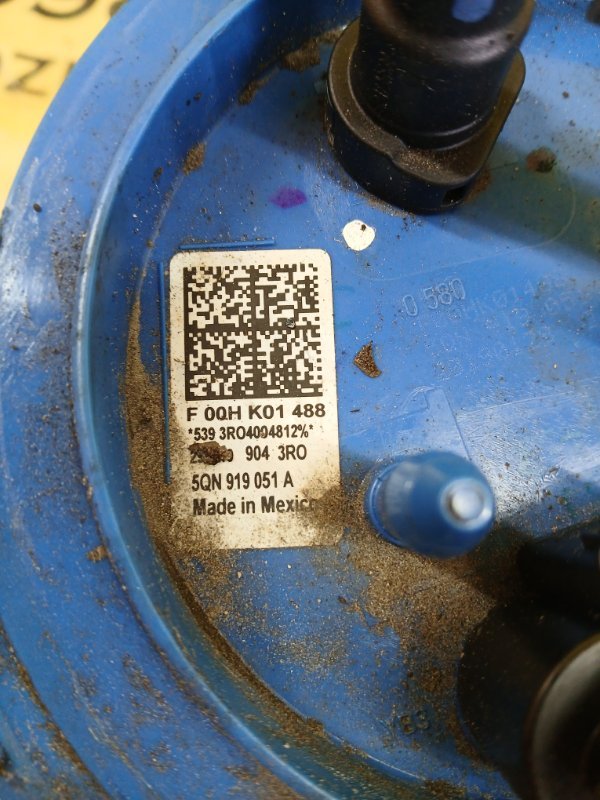 F 00H K01 488
*539 3RO4094812%*
904 3RO
5QN 919 051 A
Made in Mexico
0 580